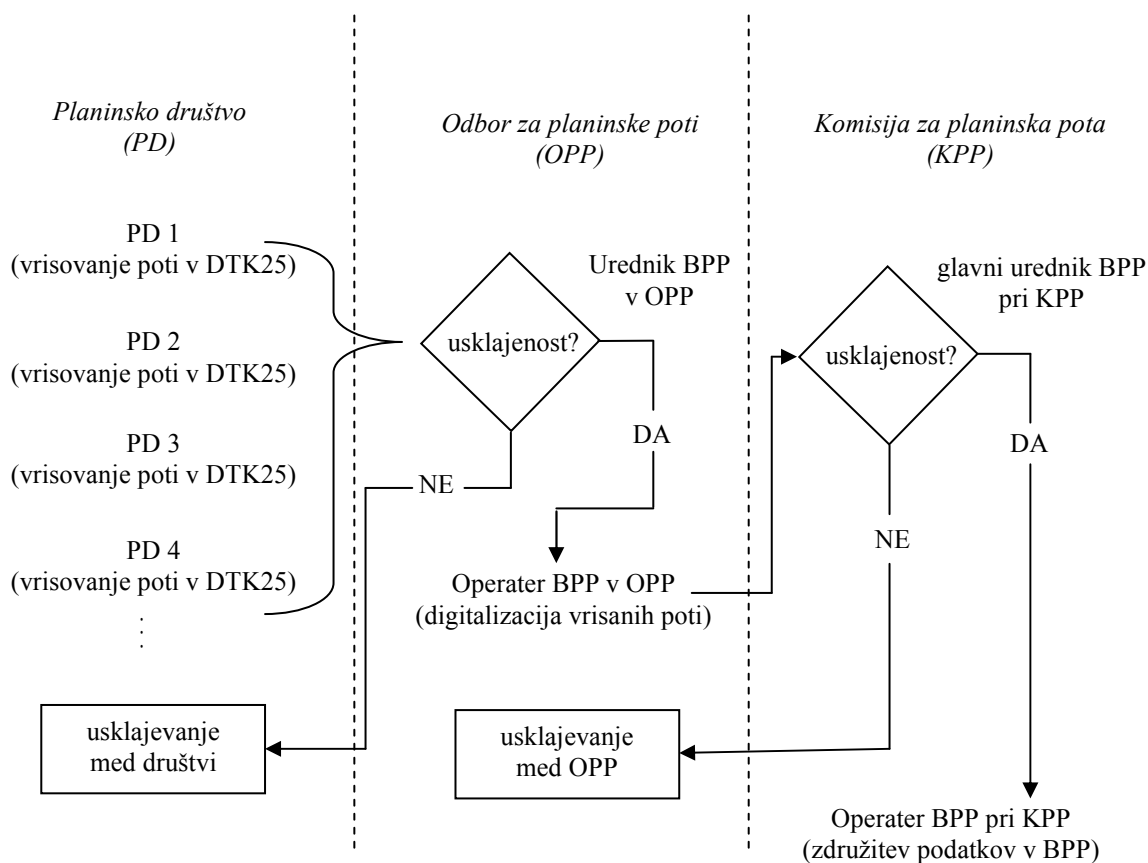 Planinsko društvo
(PD)
PD 1
(vrisovanje poti v DTK25)
PD 2
(vrisovanje poti v DTK25)
PD 3
(vrisovanje poti v DTK25)
PD 4
(vrisovanje poti v DTK25)
usklajevanje
med društvi
Odbor za planinske poti
(OPP)
Urednik BPP
v OPP
usklajenost?
DA
NE
Operater BPP v OPP
(digitalizacija vrisanih poti)
usklajevanje
med OPP
Komisija za planinska pota
(KPP)
glavni urednik BPP
pri KPP
usklajenost?
DA
NE
Operater BPP pri KPP
(združitev podatkov v BPP)